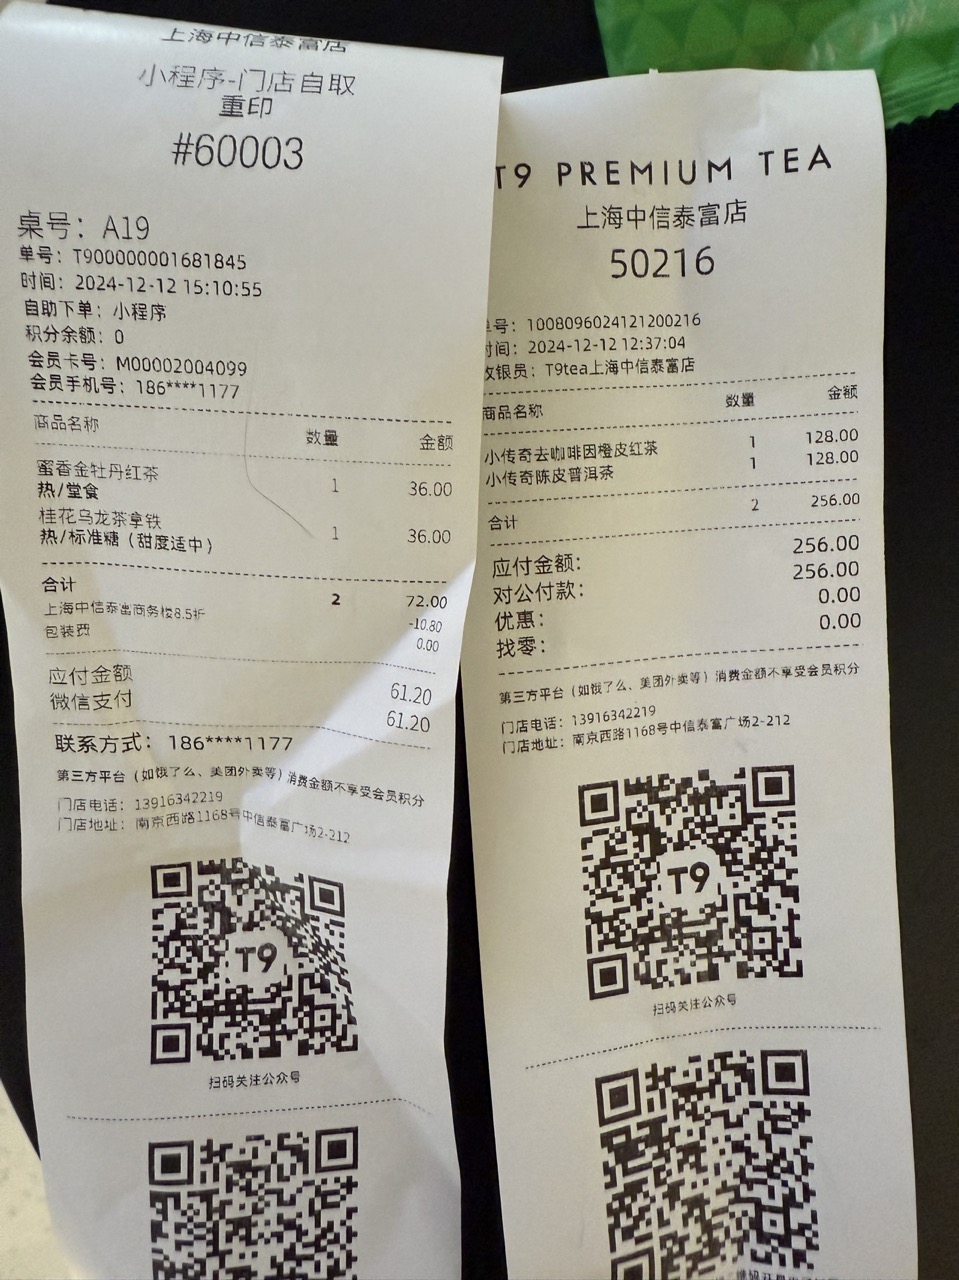 上海中信泰富店
小程序-门店自取
重印
#60003
桌号：A19
单号：T900000001681845
时间：2024-12-12 15:10:55
自助下单：小程序
积分余额：0
会员卡号：M00002004099
会员手机号：186****1177
商品名称 数量 金额
蜜香金牡丹红茶 1 36.00
热/堂食
桂花乌龙茶拿铁 1 36.00
热/标准糖（甜度适中）
合计 2 72.00
上海中信泰富商务楼8.5折 -10.80
包装费 0.00
应付金额 61.20
微信支付 61.20
联系方式：186****1177
第三方平台（如饿了么、美团外卖等）消费金额不享受会员积分
门店电话：13916342219
门店地址：南京西路1168号中信泰富广场2-212
T9
扫码关注公众号
T9 PREMIUM TEA
上海中信泰富店
50216
单号：1008096024121200216
时间：2024-12-12 12:37:04
收银员：T9tea上海中信泰富店
商品名称 数量 金额
小传奇去咖啡因橙皮红茶 1 128.00
小传奇陈皮普洱茶 1 128.00
合计 2 256.00
应付金额： 256.00
对公付款： 256.00
优惠： 0.00
找零： 0.00
第三方平台（如饿了么、美团外卖等）消费金额不享受会员积分
门店电话：13916342219
门店地址：南京西路1168号中信泰富广场2-212
T9
扫码关注公众号